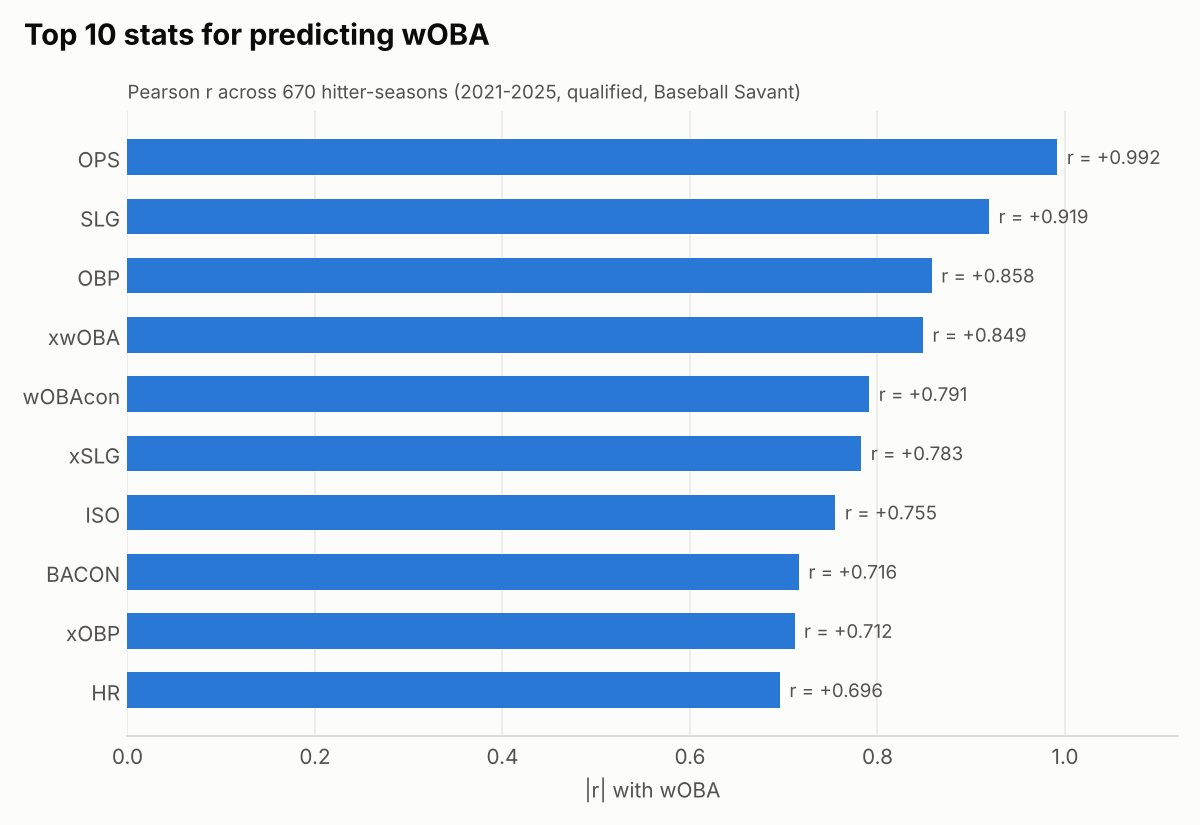 Top 10 stats for predicting wOBA
Pearson r across 670 hitter-seasons (2021-2025, qualified, Baseball Savant)
OPS r = +0.992
SLG r = +0.919
OBP r = +0.858
xwOBA r = +0.849
wOBAcon r = +0.791
xSLG r = +0.783
ISO r = +0.755
BACON r = +0.716
xOBP r = +0.712
HR r = +0.696
0.0 0.2 0.4 0.6 0.8 1.0
|r| with wOBA